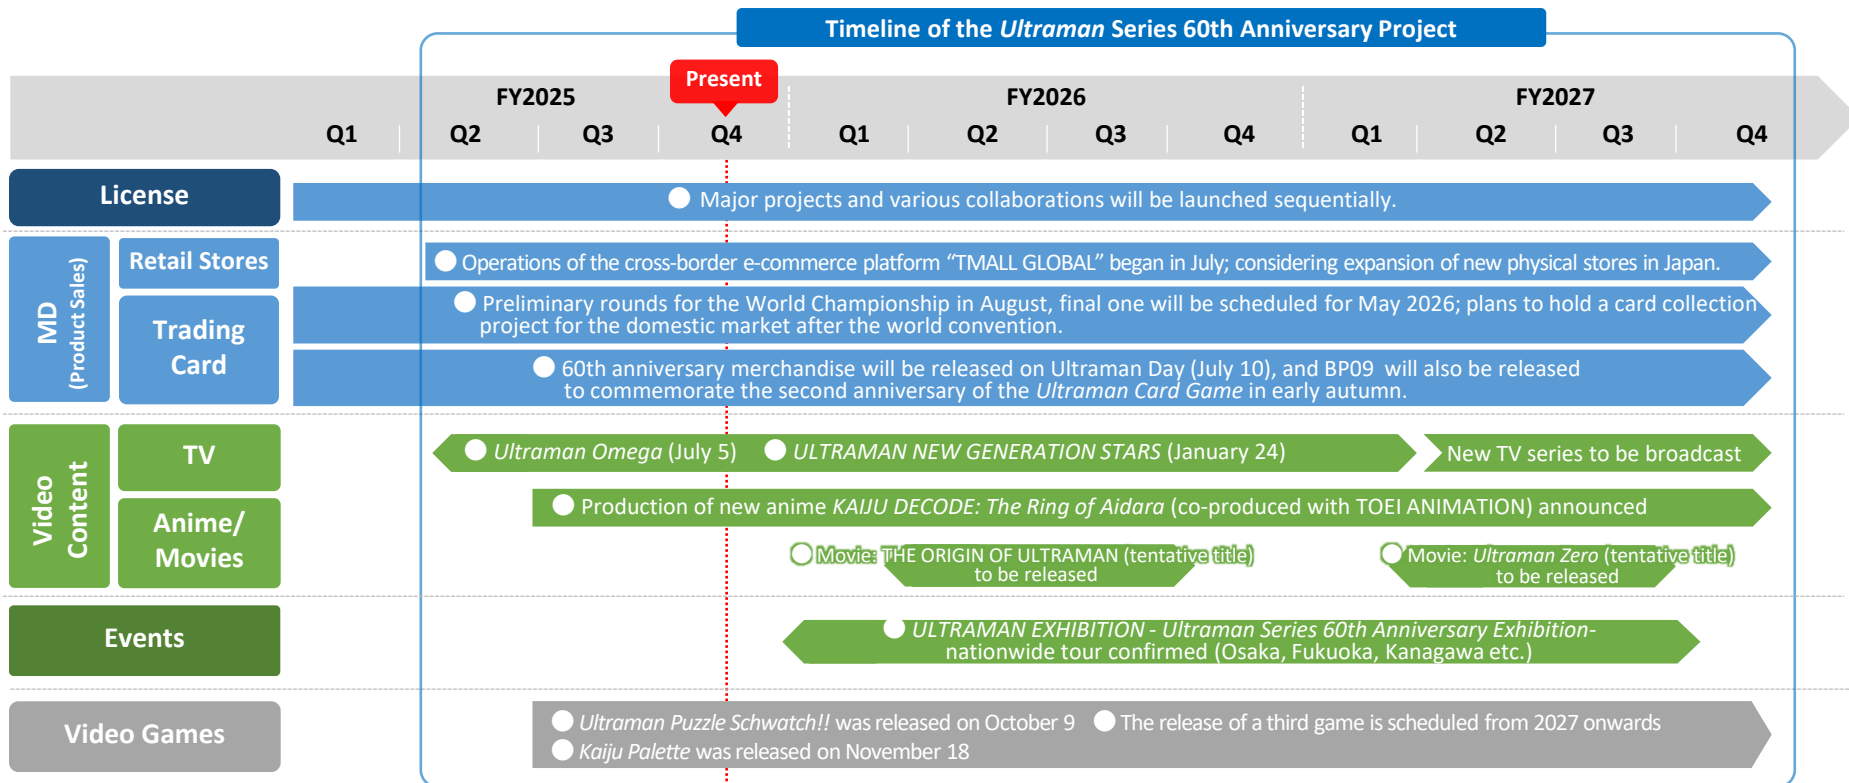 Timeline of the Ultraman Series 60th Anniversary Project
Present
FY2025
FY2026
FY2027
Q1
Q2
Q3
Q4
Q1
Q2
Q3
Q4
Q1
Q2
Q3
Q4
License
Major projects and various collaborations will be launched sequentially.
MD
(Product Sales)
Retail Stores
Operations of the cross-border e-commerce platform “TMALL GLOBAL” began in July; considering expansion of new physical stores in Japan.
Trading
Card
Preliminary rounds for the World Championship in August, final one will be scheduled for May 2026; plans to hold a card collection
project for the domestic market after the world convention.
60th anniversary merchandise will be released on Ultraman Day (July 10), and BP09 will also be released
to commemorate the second anniversary of the Ultraman Card Game in early autumn.
Video
Content
TV
Ultraman Omega (July 5)
ULTRAMAN NEW GENERATION STARS (January 24)
New TV series to be broadcast
Anime/
Movies
Production of new anime KAIJU DECODE: The Ring of Aidara (co-produced with TOEI ANIMATION) announced
Movie: THE ORIGIN OF ULTRAMAN (tentative title)
to be released
Movie: Ultraman Zero (tentative title)
to be released
Events
ULTRAMAN EXHIBITION - Ultraman Series 60th Anniversary Exhibition-
nationwide tour confirmed (Osaka, Fukuoka, Kanagawa etc.)
Video Games
Ultraman Puzzle Schwatch!! was released on October 9
The release of a third game is scheduled from 2027 onwards
Kaiju Palette was released on November 18